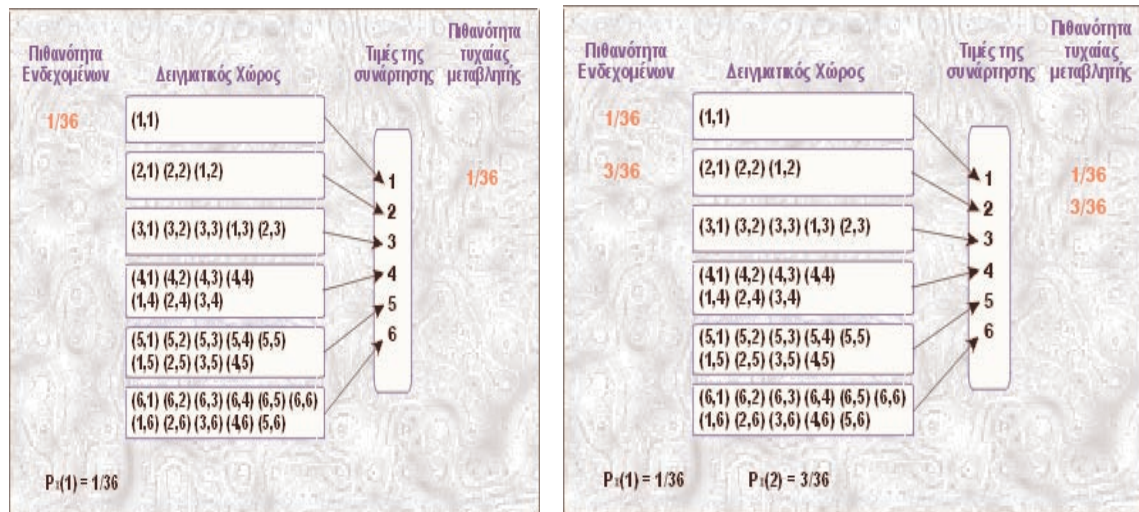 Πιθανότητα
Ενδεχομένων
Δειγματικός Χώρος
Τιμές της
συνάρτησης
Πιθανότητα
τυχαίας
μεταβλητής
1/36
(1,1)
(2,1) (2,2) (1,2)
1
1/36
2
(3,1) (3,2) (3,3) (1,3) (2,3)
3
(4,1) (4,2) (4,3) (4,4)
(1,4) (2,4) (3,4)
4
5
(5,1) (5,2) (5,3) (5,4) (5,5)
(1,5) (2,5) (3,5) (4,5)
6
(6,1) (6,2) (6,3) (6,4) (6,5) (6,6)
(1,6) (2,6) (3,6) (4,6) (5,6)
Px(1) = 1/36
Πιθανότητα
Ενδεχομένων
Δειγματικός Χώρος
Τιμές της
συνάρτησης
Πιθανότητα
τυχαίας
μεταβλητής
1/36
(1,1)
3/36
(2,1) (2,2) (1,2)
1
1/36
2
3/36
(3,1) (3,2) (3,3) (1,3) (2,3)
3
(4,1) (4,2) (4,3) (4,4)
(1,4) (2,4) (3,4)
4
5
(5,1) (5,2) (5,3) (5,4) (5,5)
(1,5) (2,5) (3,5) (4,5)
6
(6,1) (6,2) (6,3) (6,4) (6,5) (6,6)
(1,6) (2,6) (3,6) (4,6) (5,6)
Px(1) = 1/36 Px(2) = 3/36